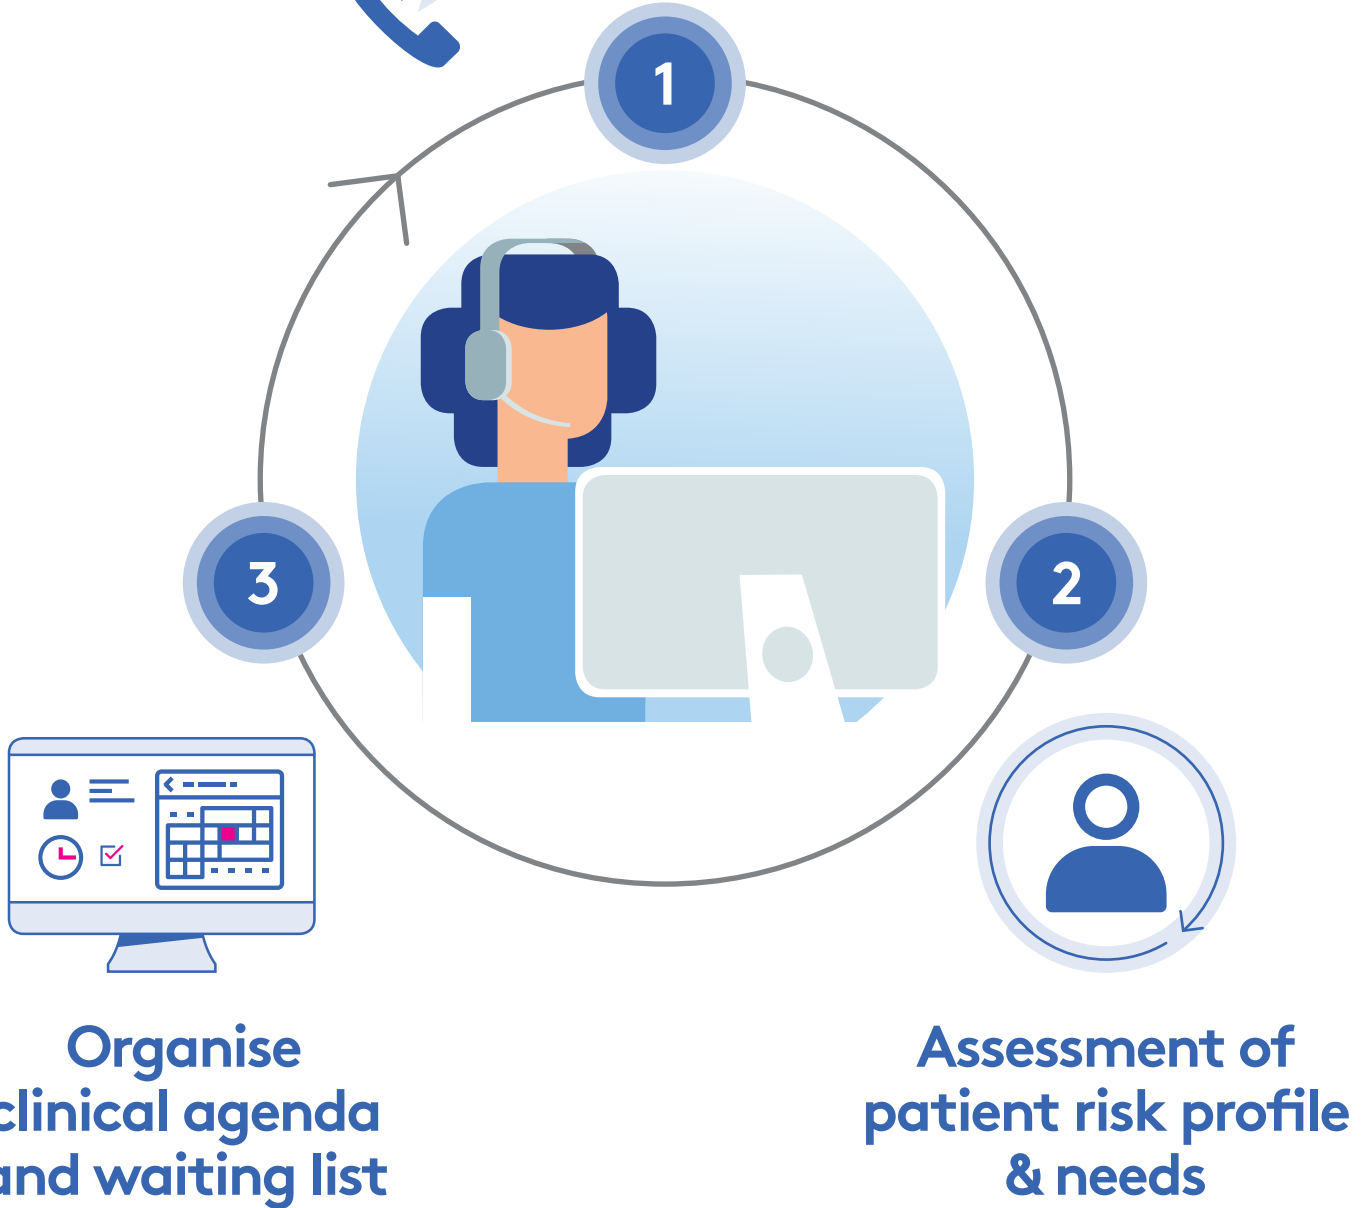 1
3
2
Organise
clinical agenda
and waiting list
Assessment of
patient risk profile
& needs